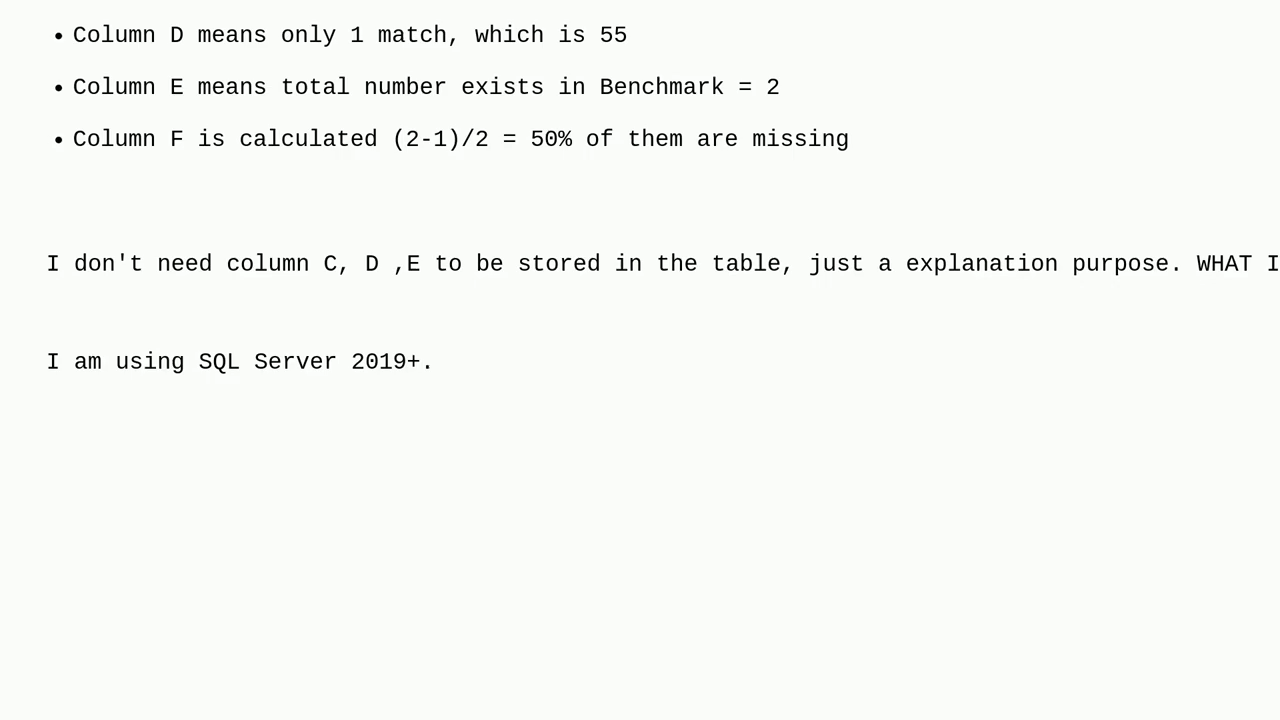 • Column D means only 1 match, which is 55
• Column E means total number exists in Benchmark = 2
• Column F is calculated (2-1)/2 = 50% of them are missing
I don't need column C, D ,E to be stored in the table, just a explanation purpose. WHAT I
I am using SQL Server 2019+.